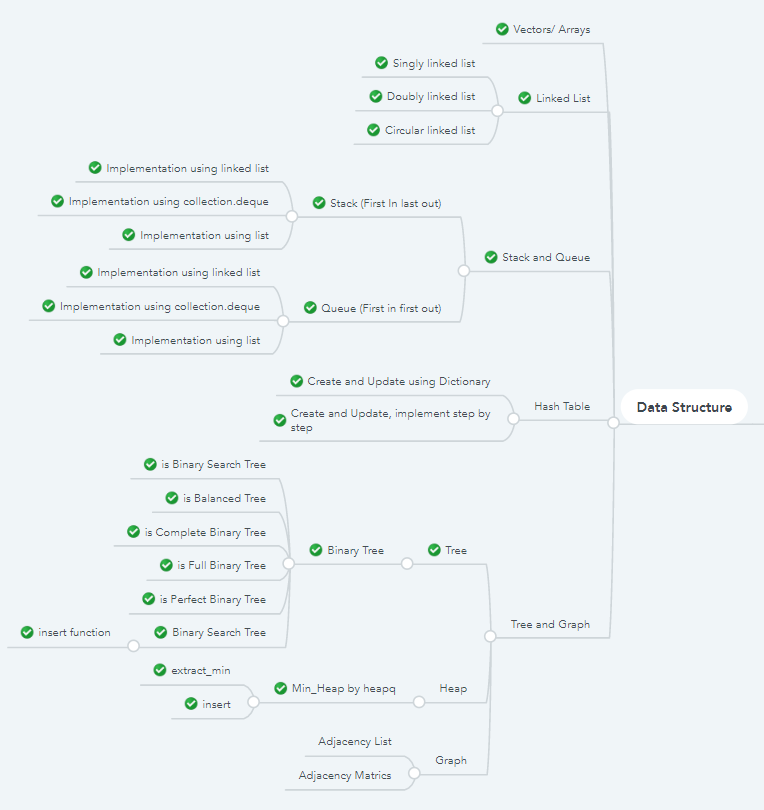 Vectors/ Arrays
Singly linked list
Doubly linked list
Linked List
Circular linked list
Implementation using linked list
Implementation using collection.deque
Stack (First In last out)
Implementation using list
Stack and Queue
Implementation using linked list
Implementation using collection.deque
Queue (First in first out)
Implementation using list
Create and Update using Dictionary
Hash Table
Data Structure
Create and Update, implement step by
step
is Binary Search Tree
is Balanced Tree
is Complete Binary Tree
Binary Tree
Tree
is Full Binary Tree
is Perfect Binary Tree
Tree and Graph
insert function
Binary Search Tree
extract_min
Min_Heap by heapq
Heap
insert
Adjacency List
Graph
Adjacency Matrics